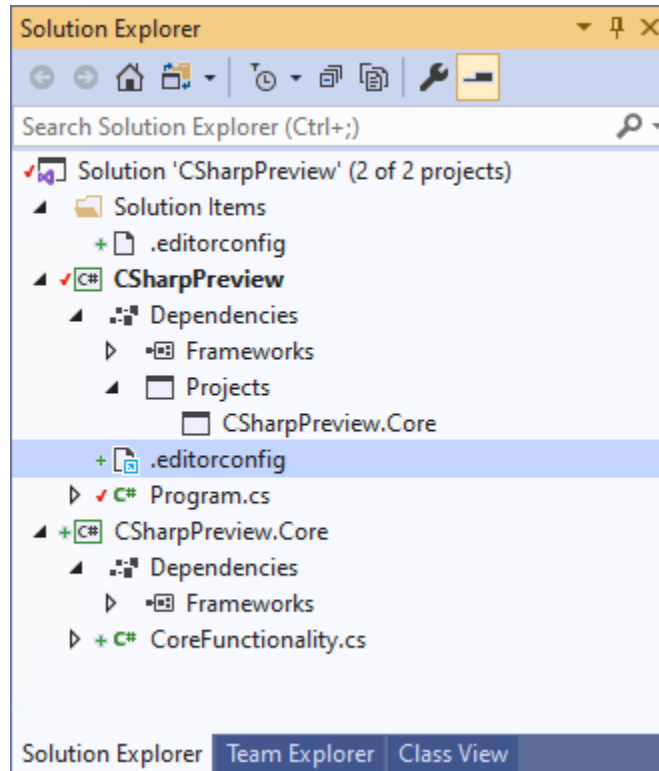 Solution Explorer
Search Solution Explorer (Ctrl+;)
Solution 'CSharpPreview' (2 of 2 projects)
Solution Items
.editorconfig
C# CSharpPreview
Dependencies
Frameworks
Projects
CSharpPreview.Core
.editorconfig
C# Program.cs
C# CSharpPreview.Core
Dependencies
Frameworks
C# CoreFunctionality.cs
Solution Explorer Team Explorer Class View